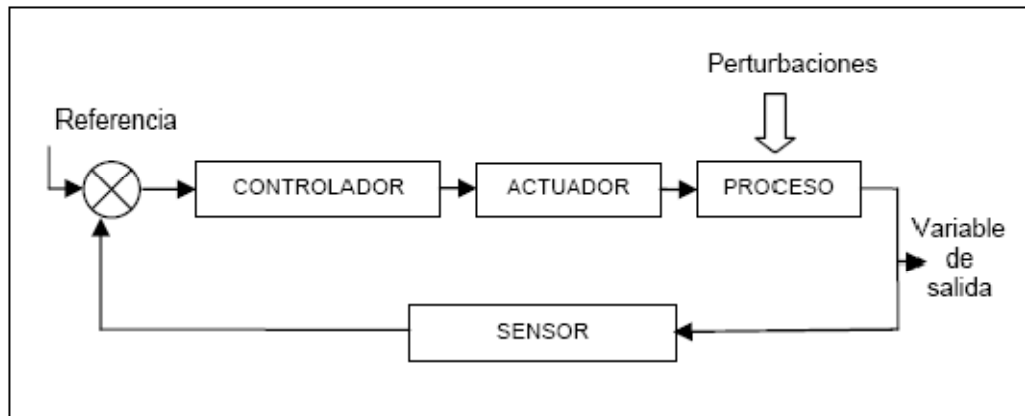 Perturbaciones
Referencia
CONTROLADOR
ACTUADOR
PROCESO
Variable
de
salida
SENSOR